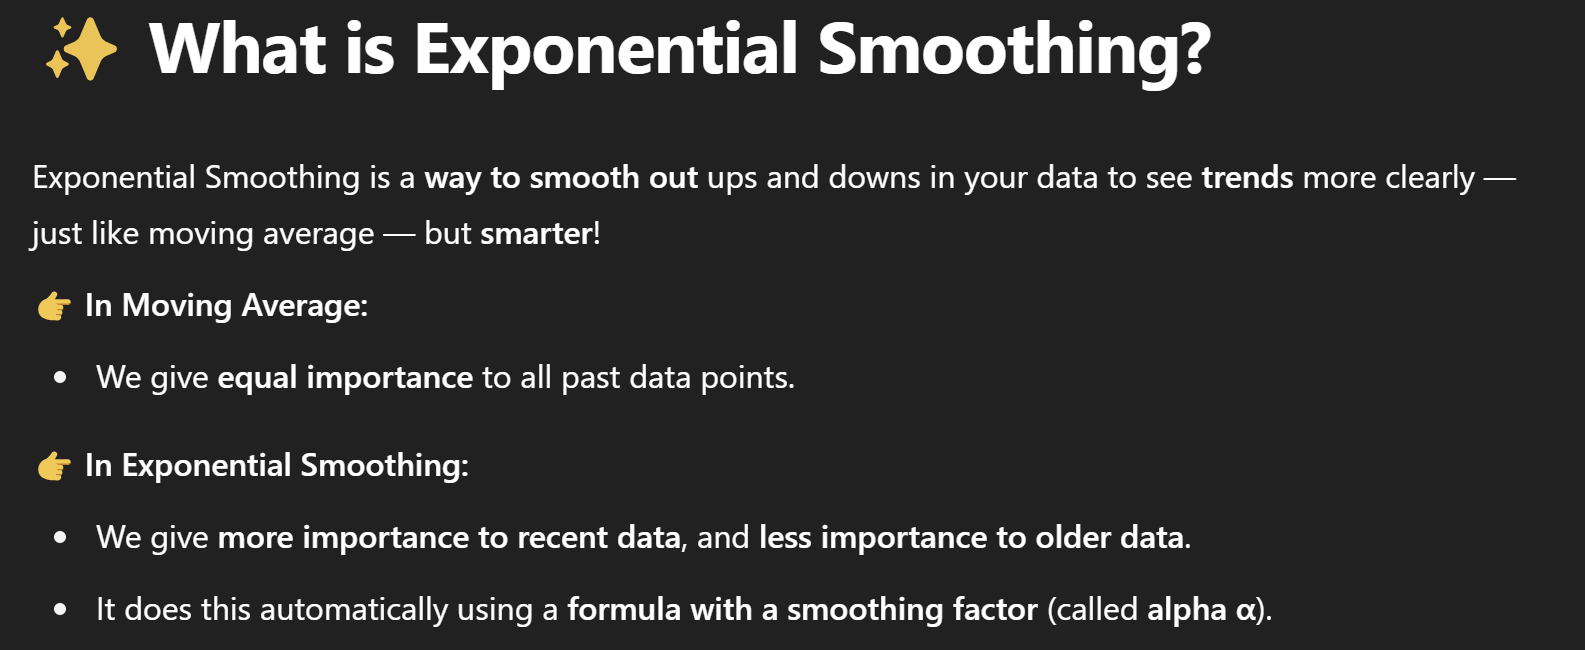 ✨ What is Exponential Smoothing?
Exponential Smoothing is a way to smooth out ups and downs in your data to see trends more clearly —
just like moving average — but smarter!
👉 In Moving Average:
• We give equal importance to all past data points.
👉 In Exponential Smoothing:
• We give more importance to recent data, and less importance to older data.
• It does this automatically using a formula with a smoothing factor (called alpha α).